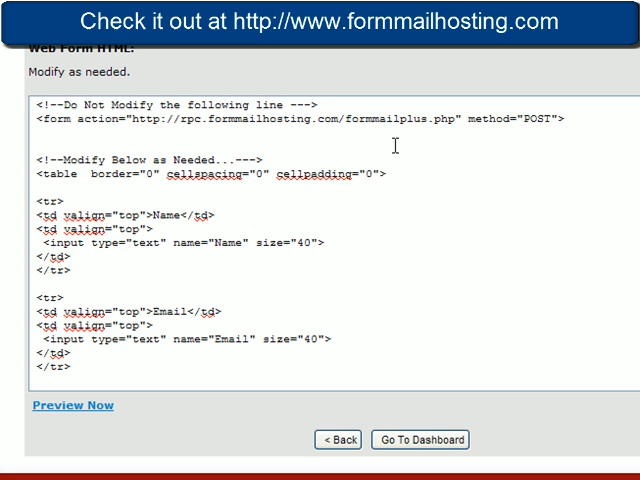 Check it out at http://www.formmailhosting.com
Web Form HTML:
Modify as needed.
<!--Do Not Modify the following line --->
<form action="http://rpc.formmailhosting.com/formmailplus.php" method="POST">
<!--Modify Below as Needed...--->
<table  border="0" cellspacing="0" cellpadding="0">
<tr>
<td valign="top">Name</td>
<td valign="top">
 <input type="text" name="Name" size="40">
</td>
</tr>
<tr>
<td valign="top">Email</td>
<td valign="top">
 <input type="text" name="Email" size="40">
</td>
</tr>
Preview Now
< Back
Go To Dashboard